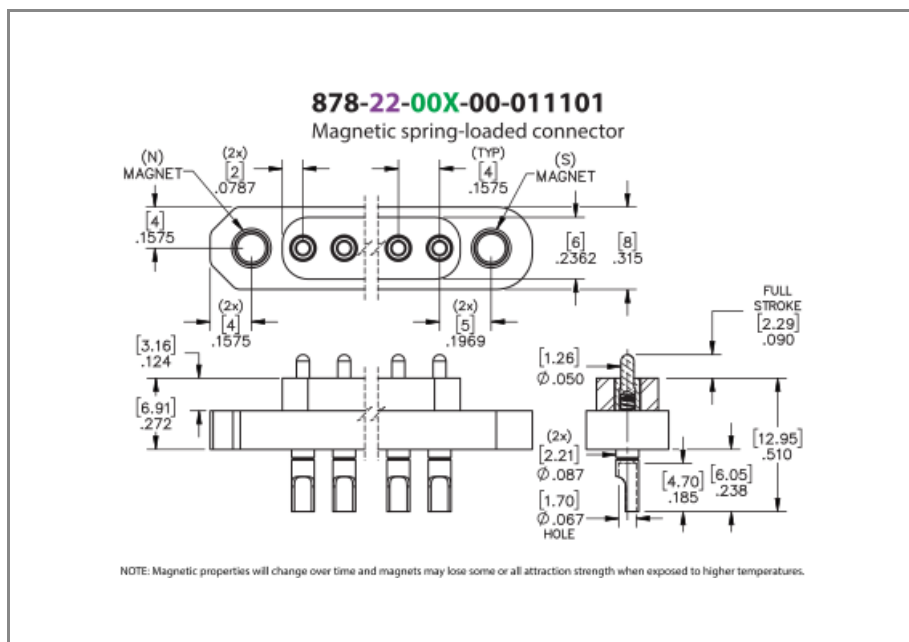 878-22-00X-00-011101
Magnetic spring-loaded connector
(N)
MAGNET
(2x)
[2]
.0787
(TYP)
[4]
.1575
(S)
MAGNET
[4]
.1575
[6]
.2362
[8]
.315
(2x)
[4]
.1575
(2x)
[5]
.1969
FULL
STROKE
[2.29]
.090
[3.16]
.124
[1.26]
Ø.050
[6.91]
.272
(2x)
[2.21]
Ø.087
[12.95]
.510
[4.70]
.185
[6.05]
.238
[1.70]
Ø.067
HOLE
NOTE: Magnetic properties will change over time and magnets may lose some or all attraction strength when exposed to higher temperatures.